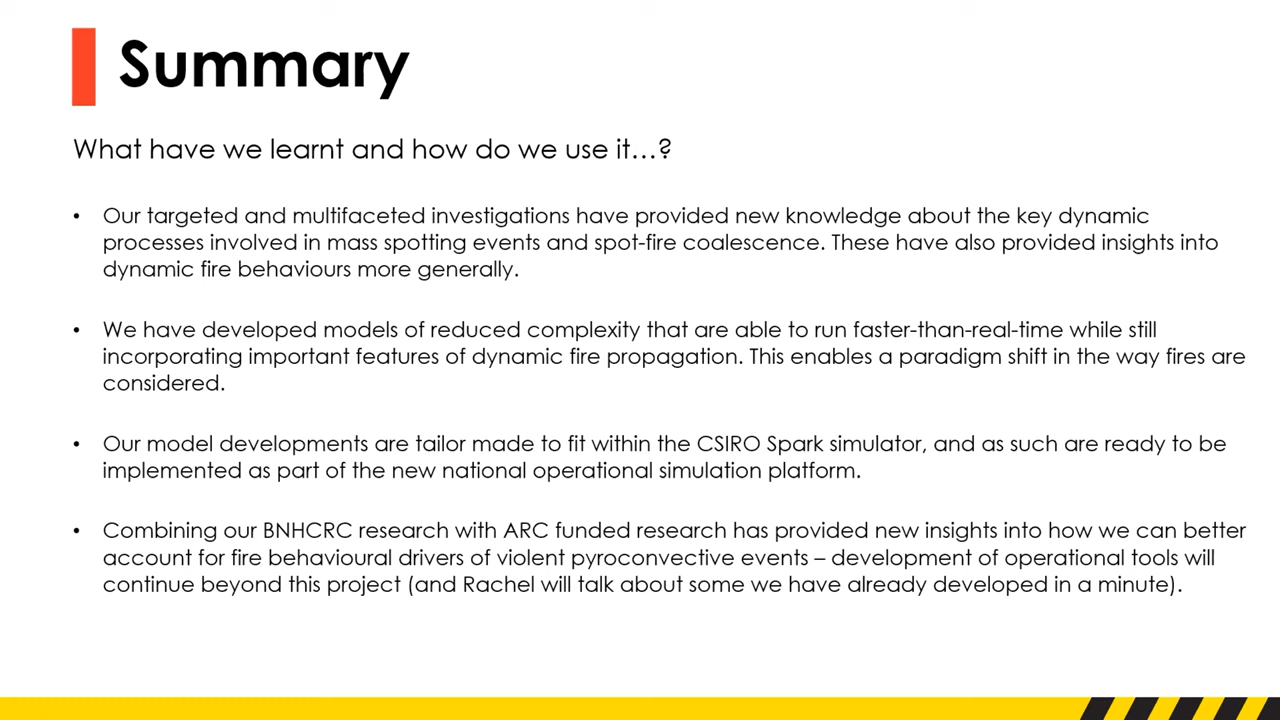 Summary
What have we learnt and how do we use it…?
• Our targeted and multifaceted investigations have provided new knowledge about the key dynamic
processes involved in mass spotting events and spot-fire coalescence. These have also provided insights into
dynamic fire behaviours more generally.
• We have developed models of reduced complexity that are able to run faster-than-real-time while still
incorporating important features of dynamic fire propagation. This enables a paradigm shift in the way fires are
considered.
• Our model developments are tailor made to fit within the CSIRO Spark simulator, and as such are ready to be
implemented as part of the new national operational simulation platform.
• Combining our BNHCRC research with ARC funded research has provided new insights into how we can better
account for fire behavioural drivers of violent pyroconvective events – development of operational tools will
continue beyond this project (and Rachel will talk about some we have already developed in a minute).